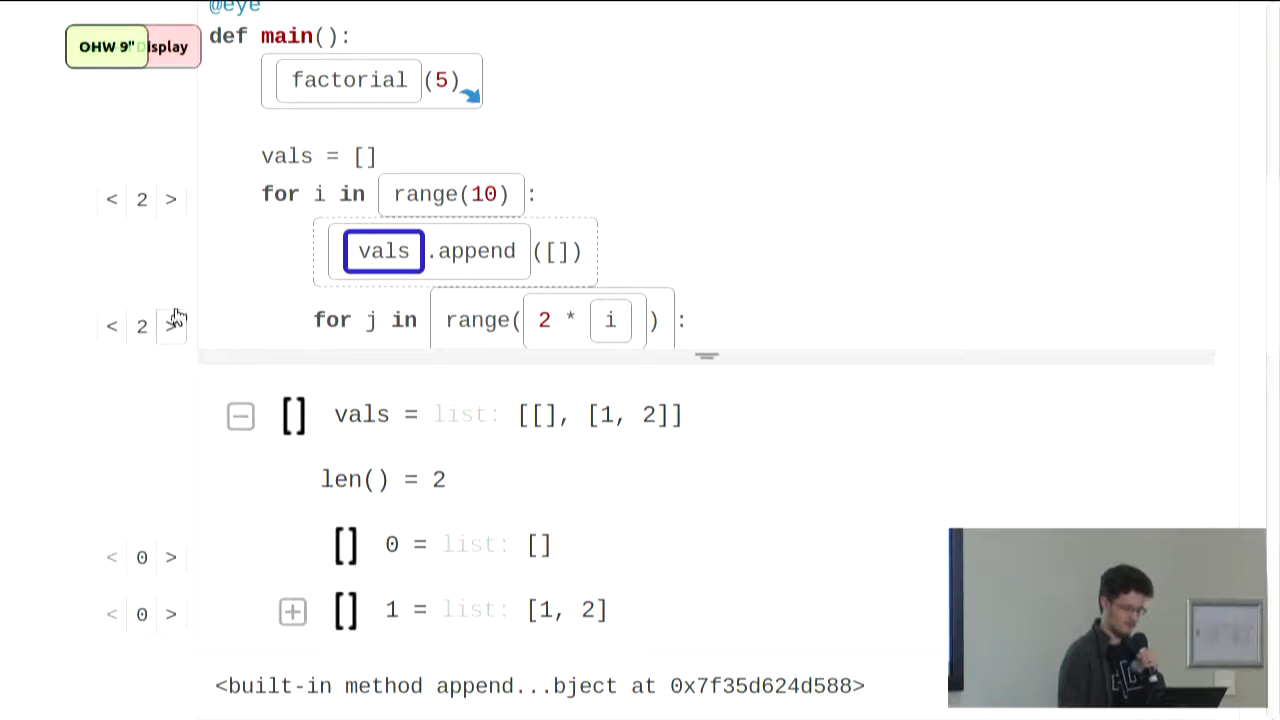 @eye
OHW 9" isplay
def main():
factorial (5)
vals = []
< 2 > for i in range(10) :
vals .append ([])
< 2 > for j in range( 2 * i ) :
vals = list: [[], [1, 2]]
len() = 2
< 0 > [] 0 = list: []
< 0 > [] 1 = list: [1, 2]
<built-in method append...bject at 0x7f35d624d588>